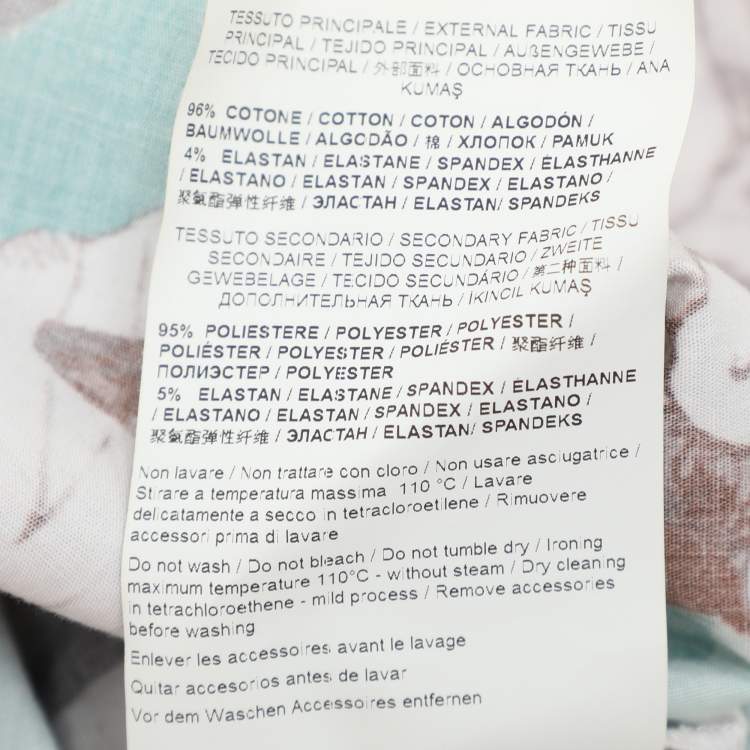 TESSUTO PRINCIPALE / EXTERNAL FABRIC / TISSU
PRINCIPAL / TEJIDO PRINCIPAL / AUßENGEWEBE /
TECIDO PRINCIPAL / 外部面料 / ОСНОВНАЯ ТКАНЬ / ANA
KUMAŞ
96% COTONE / COTTON / COTON / ALGODÓN /
BAUMWOLLE / ALGODÃO / 棉 / ХЛОПОК / PAMUK
4% ELASTAN / ELASTANE / SPANDEX / ÉLASTHANNE
/ ELASTANO / ELASTAN / SPANDEX / ELASTANO /
聚氨酯弹性纤维 / ЭЛАСТАН / ELASTAN/ SPANDEKS
TESSUTO SECONDARIO / SECONDARY FABRIC / TISSU
SECONDAIRE / TEJIDO SECUNDARIO / ZWEITE
GEWEBELAGE / TECIDO SECUNDÁRIO / 第二种面料 /
ДОПОЛНИТЕЛЬНАЯ ТКАНЬ / İKİNCİL KUMAŞ
95% POLIESTERE / POLYESTER / POLYESTER /
POLIÉSTER / POLYESTER / POLIÉSTER / 聚酯纤维 /
ПОЛИЭСТЕР / POLYESTER
5% ELASTAN / ELASTANE / SPANDEX / ÉLASTHANNE
/ ELASTANO / ELASTAN / SPANDEX / ELASTANO /
聚氨酯弹性纤维 / ЭЛАСТАН / ELASTAN/ SPANDEKS
Non lavare / Non trattare con cloro / Non usare asciugatrice /
Stirare a temperatura massima 110 °C / Lavare
delicatamente a secco in tetracloroetilene / Rimuovere
accessori prima di lavare
Do not wash / Do not bleach / Do not tumble dry / Ironing
maximum temperature 110°C - without steam / Dry cleaning
in tetrachloroethene - mild process / Remove accessories
before washing
Enlever les accessoires avant le lavage
Quitar accesorios antes de lavar
Vor dem Waschen Accessoires entfernen